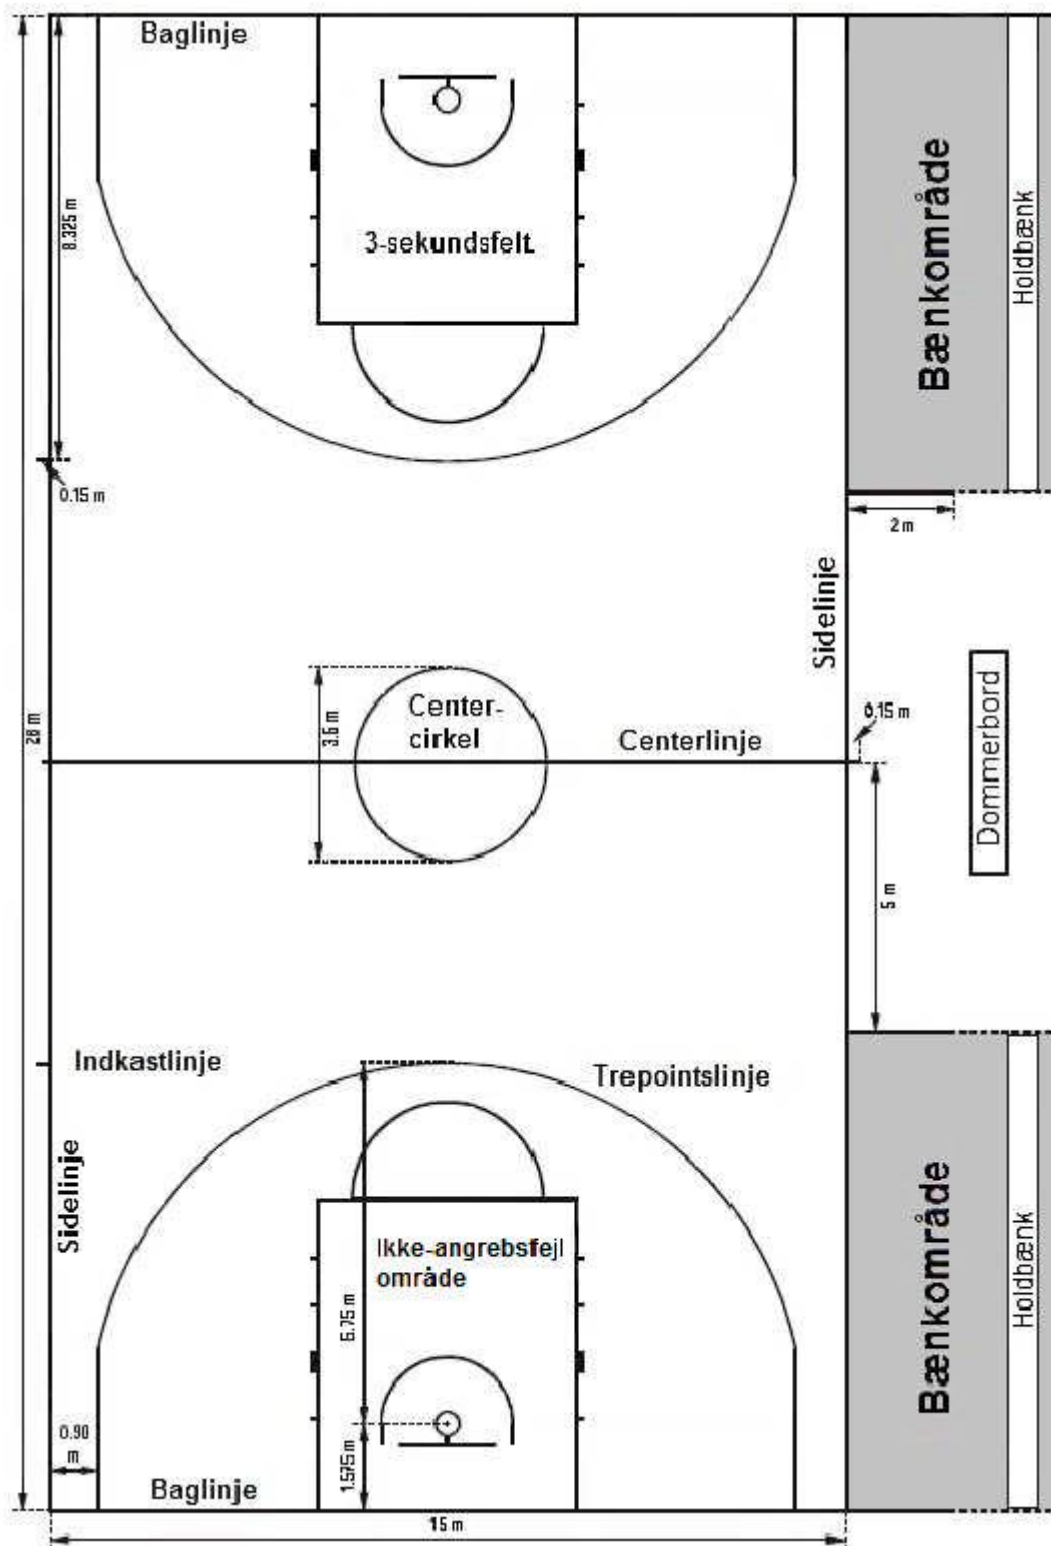 Baglinje
8.325 m
3-sekundsfelt.
Bænkområde
Holdbænk
0.15 m
2 m
Sidelinje
28 m
3.6 m
Center-
cirkel
Centerlinje
0.15 m
Dommerbord
5 m
Indkastlinje
Trepointslinje
Sidelinje
Ikke-angrebsfejl
område
6.75 m
Bænkområde
Holdbænk
0.90
m
1.575 m
Baglinje
15 m